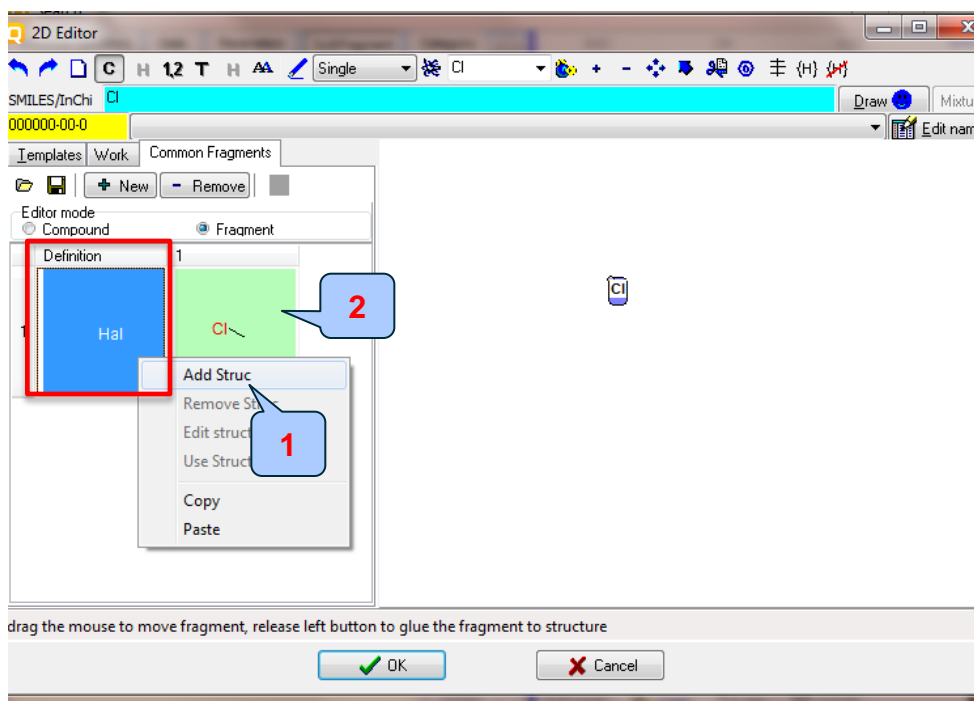 2D Editor
C H 1,2 T H AA Single Cl + - {H} {H}
SMILES/InChi Cl Draw Mixtu
000000-00-0 Edit nam
Templates Work Common Fragments
New Remove
Editor mode
Compound Fragment
Definition 1
Cl
2
1 Hal Cl
Add Struc
Remove Struc
Edit struct
1
Use Struct
Copy
Paste
drag the mouse to move fragment, release left button to glue the fragment to structure
OK Cancel